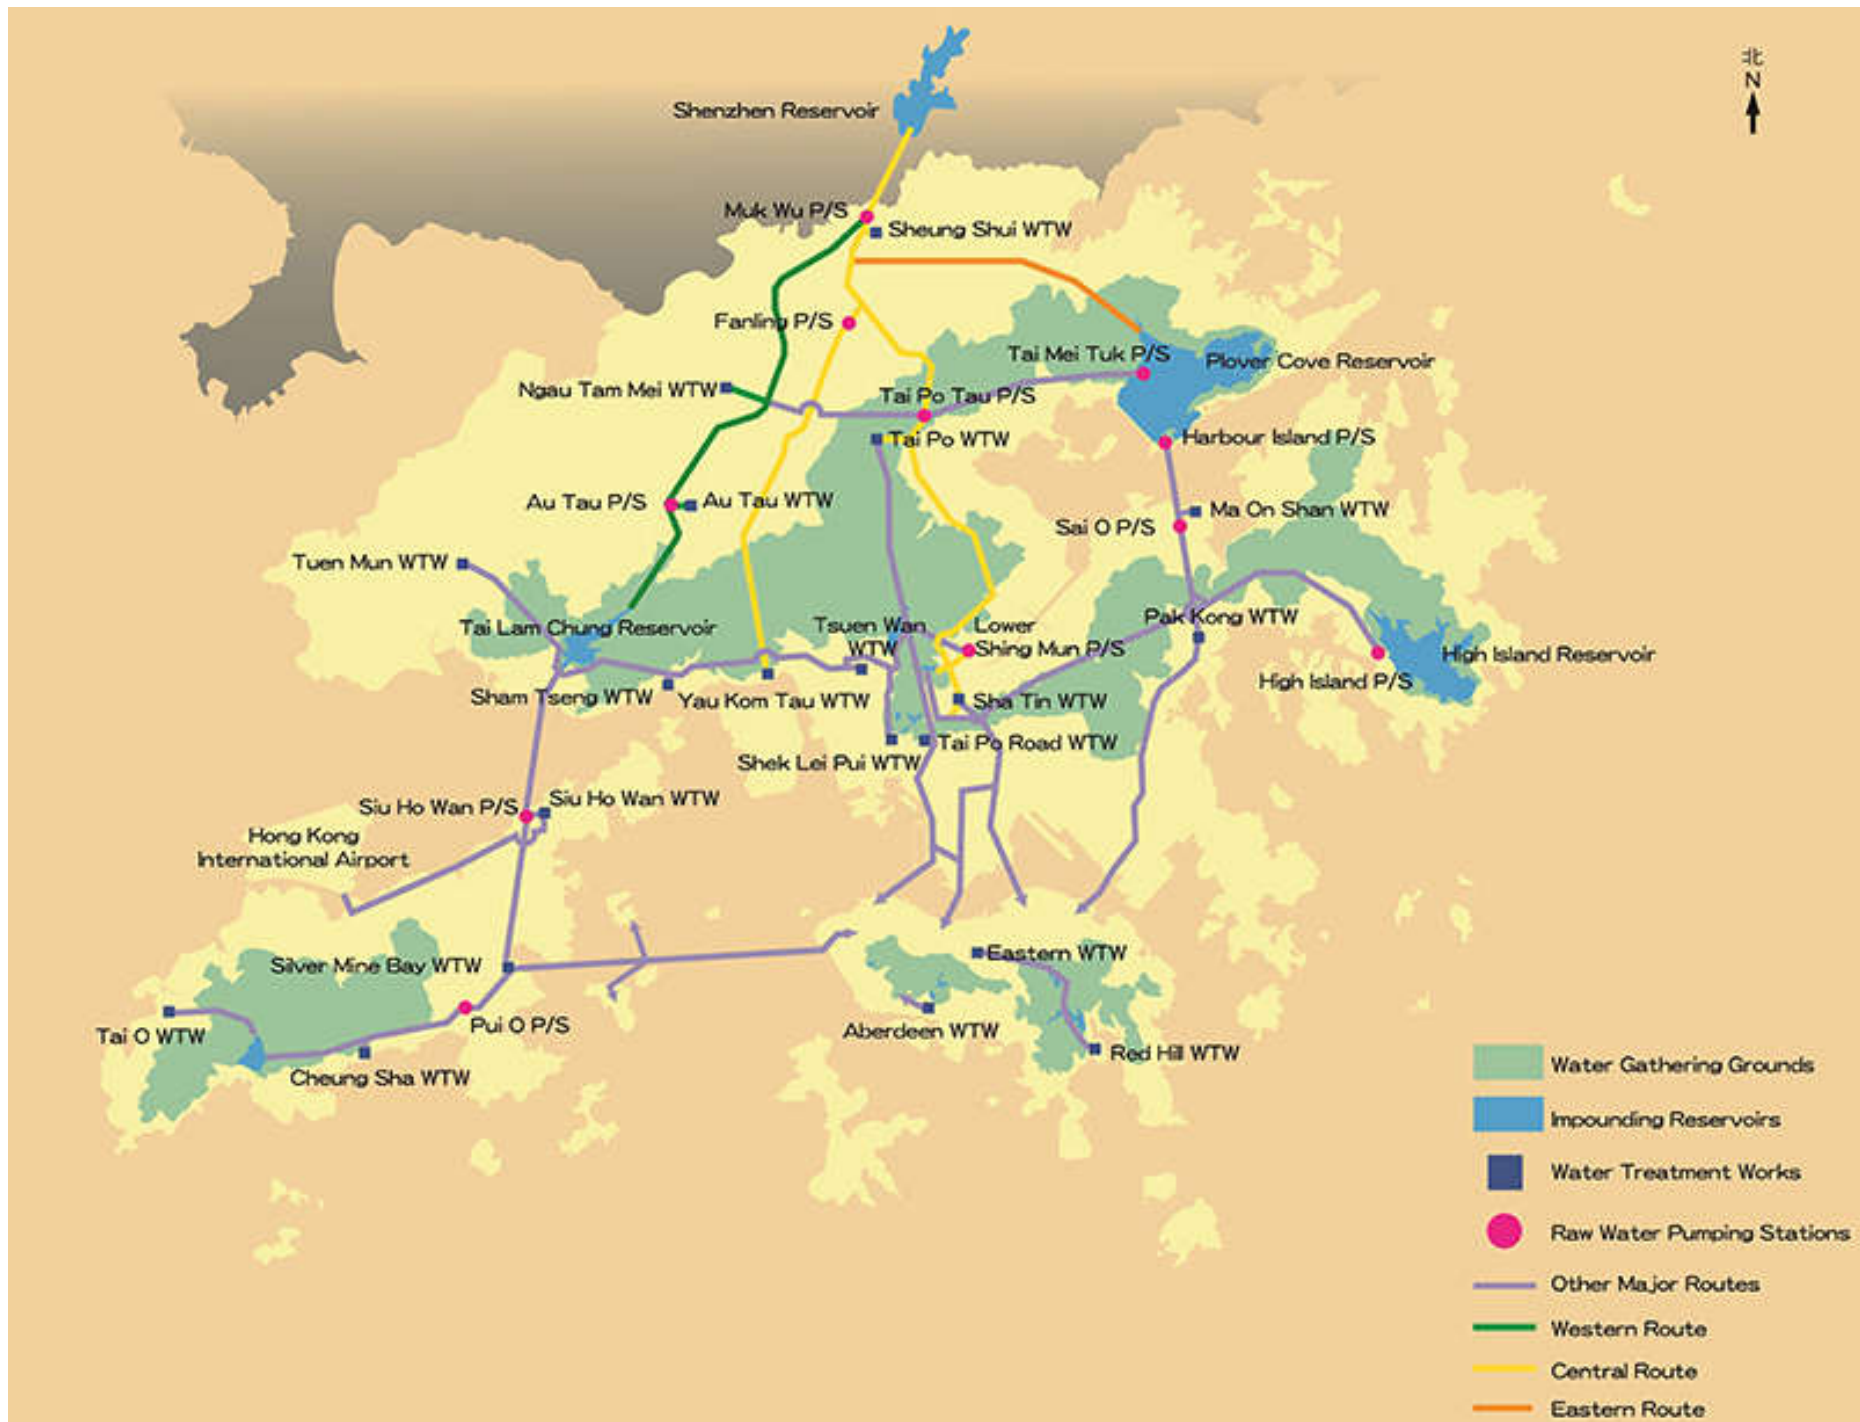 北
N
Shenzhen Reservoir
Muk Wu P/S
Sheung Shui WTW
Fanling P/S
Tai Mei Tuk P/S
Plover Cove Reservoir
Ngau Tam Mei WTW
Tai Po Tau P/S
Tai Po WTW
Harbour Island P/S
Au Tau P/S
Au Tau WTW
Ma On Shan WTW
Sai O P/S
Tuen Mun WTW
Tai Lam Chung Reservoir
Tsuen Wan
WTW
Lower
Shing Mun P/S
Pak Kong WTW
High Island Reservoir
High Island P/S
Sham Tseng WTW
Yau Kom Tau WTW
Sha Tin WTW
Tai Po Road WTW
Shek Lei Pui WTW
Siu Ho Wan P/S
Siu Ho Wan WTW
Hong Kong
International Airport
Silver Mine Bay WTW
Eastern WTW
Tai O WTW
Pui O P/S
Aberdeen WTW
Red Hill WTW
Cheung Sha WTW
Water Gathering Grounds
Impounding Reservoirs
Water Treatment Works
Raw Water Pumping Stations
Other Major Routes
Western Route
Central Route
Eastern Route